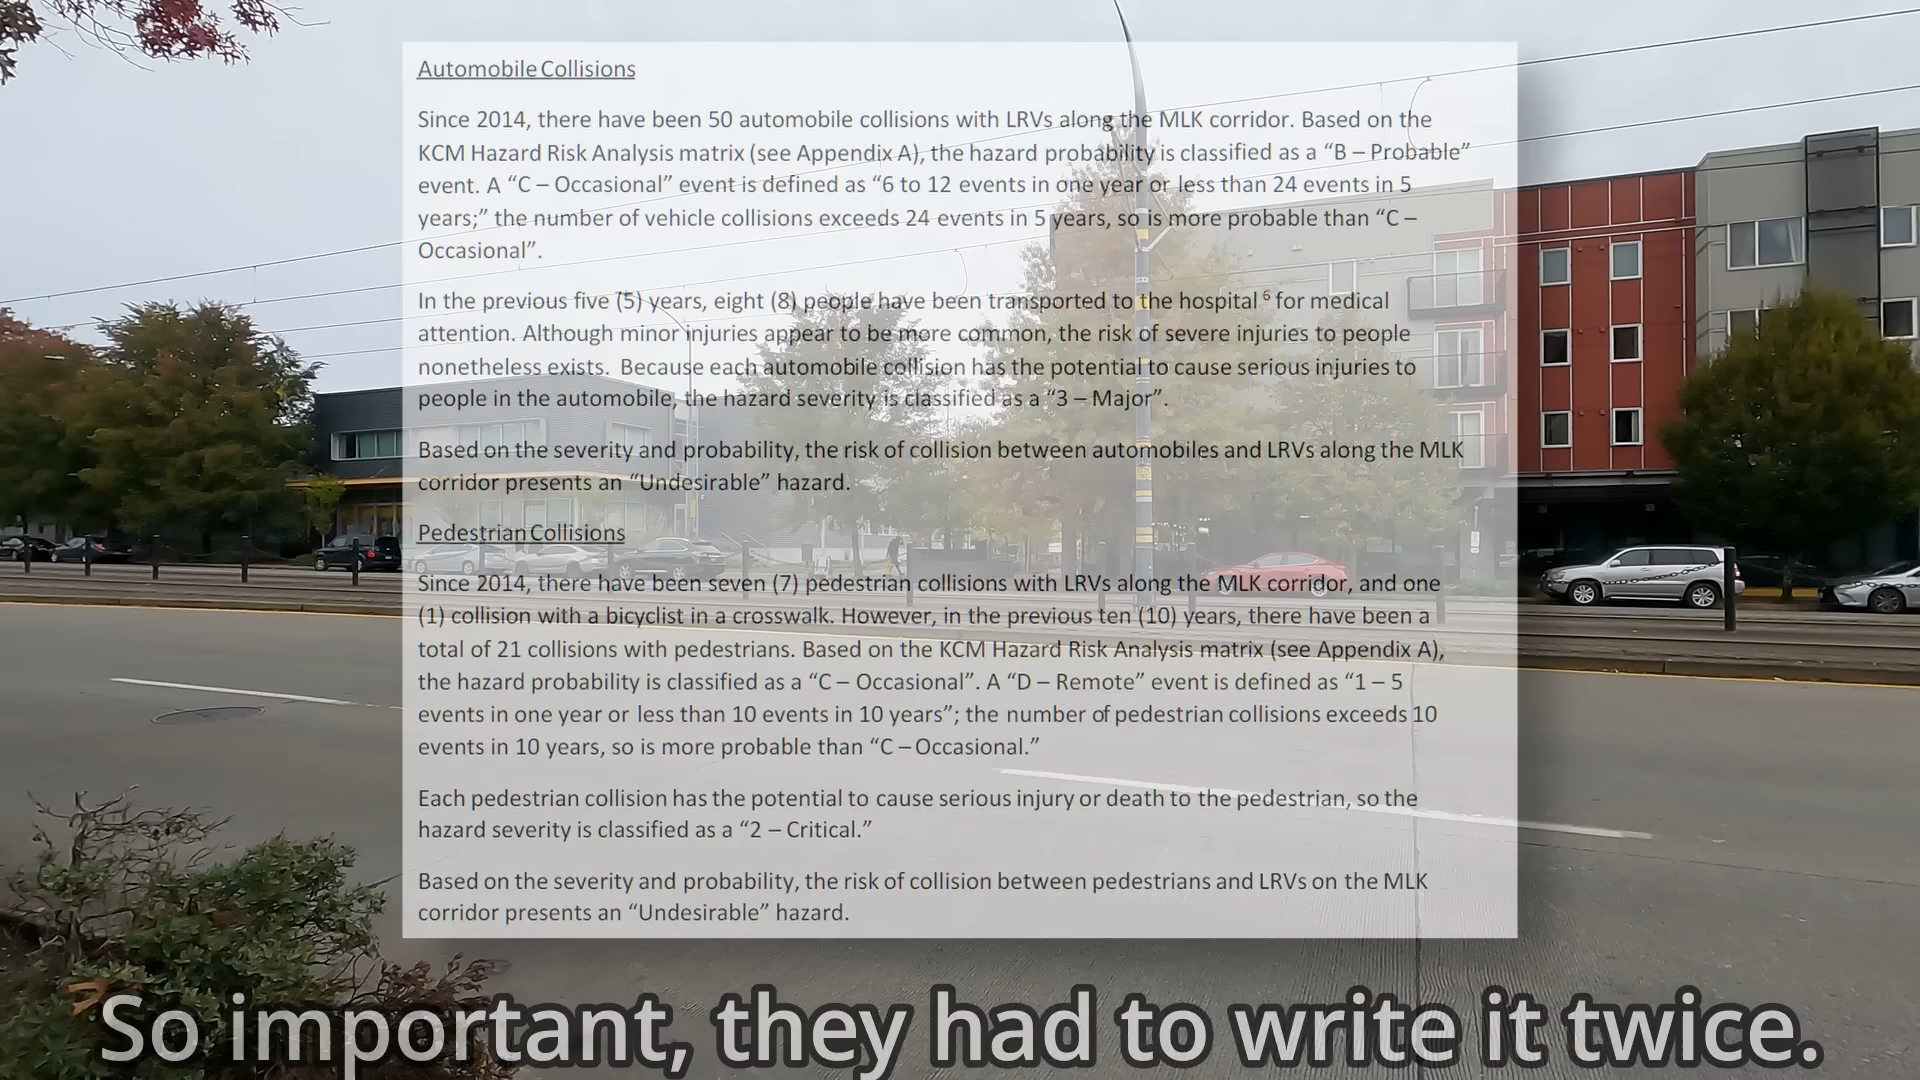 Automobile Collisions
Since 2014, there have been 50 automobile collisions with LRVs along the MLK corridor. Based on the
KCM Hazard Risk Analysis matrix (see Appendix A), the hazard probability is classified as a “B – Probable”
event. A “C – Occasional” event is defined as “6 to 12 events in one year or less than 24 events in 5
years;” the number of vehicle collisions exceeds 24 events in 5 years, so is more probable than “C –
Occasional”.
In the previous five (5) years, eight (8) people have been transported to the hospital 6 for medical
attention. Although minor injuries appear to be more common, the risk of severe injuries to people
nonetheless exists. Because each automobile collision has the potential to cause serious injuries to
people in the automobile, the hazard severity is classified as a “3 – Major”.
Based on the severity and probability, the risk of collision between automobiles and LRVs along the MLK
corridor presents an “Undesirable” hazard.
Pedestrian Collisions
Since 2014, there have been seven (7) pedestrian collisions with LRVs along the MLK corridor, and one
(1) collision with a bicyclist in a crosswalk. However, in the previous ten (10) years, there have been a
total of 21 collisions with pedestrians. Based on the KCM Hazard Risk Analysis matrix (see Appendix A),
the hazard probability is classified as a “C – Occasional”. A “D – Remote” event is defined as “1 – 5
events in one year or less than 10 events in 10 years”; the number of pedestrian collisions exceeds 10
events in 10 years, so is more probable than “C – Occasional.”
Each pedestrian collision has the potential to cause serious injury or death to the pedestrian, so the
hazard severity is classified as a “2 – Critical.”
Based on the severity and probability, the risk of collision between pedestrians and LRVs on the MLK
corridor presents an “Undesirable” hazard.
So important, they had to write it twice.